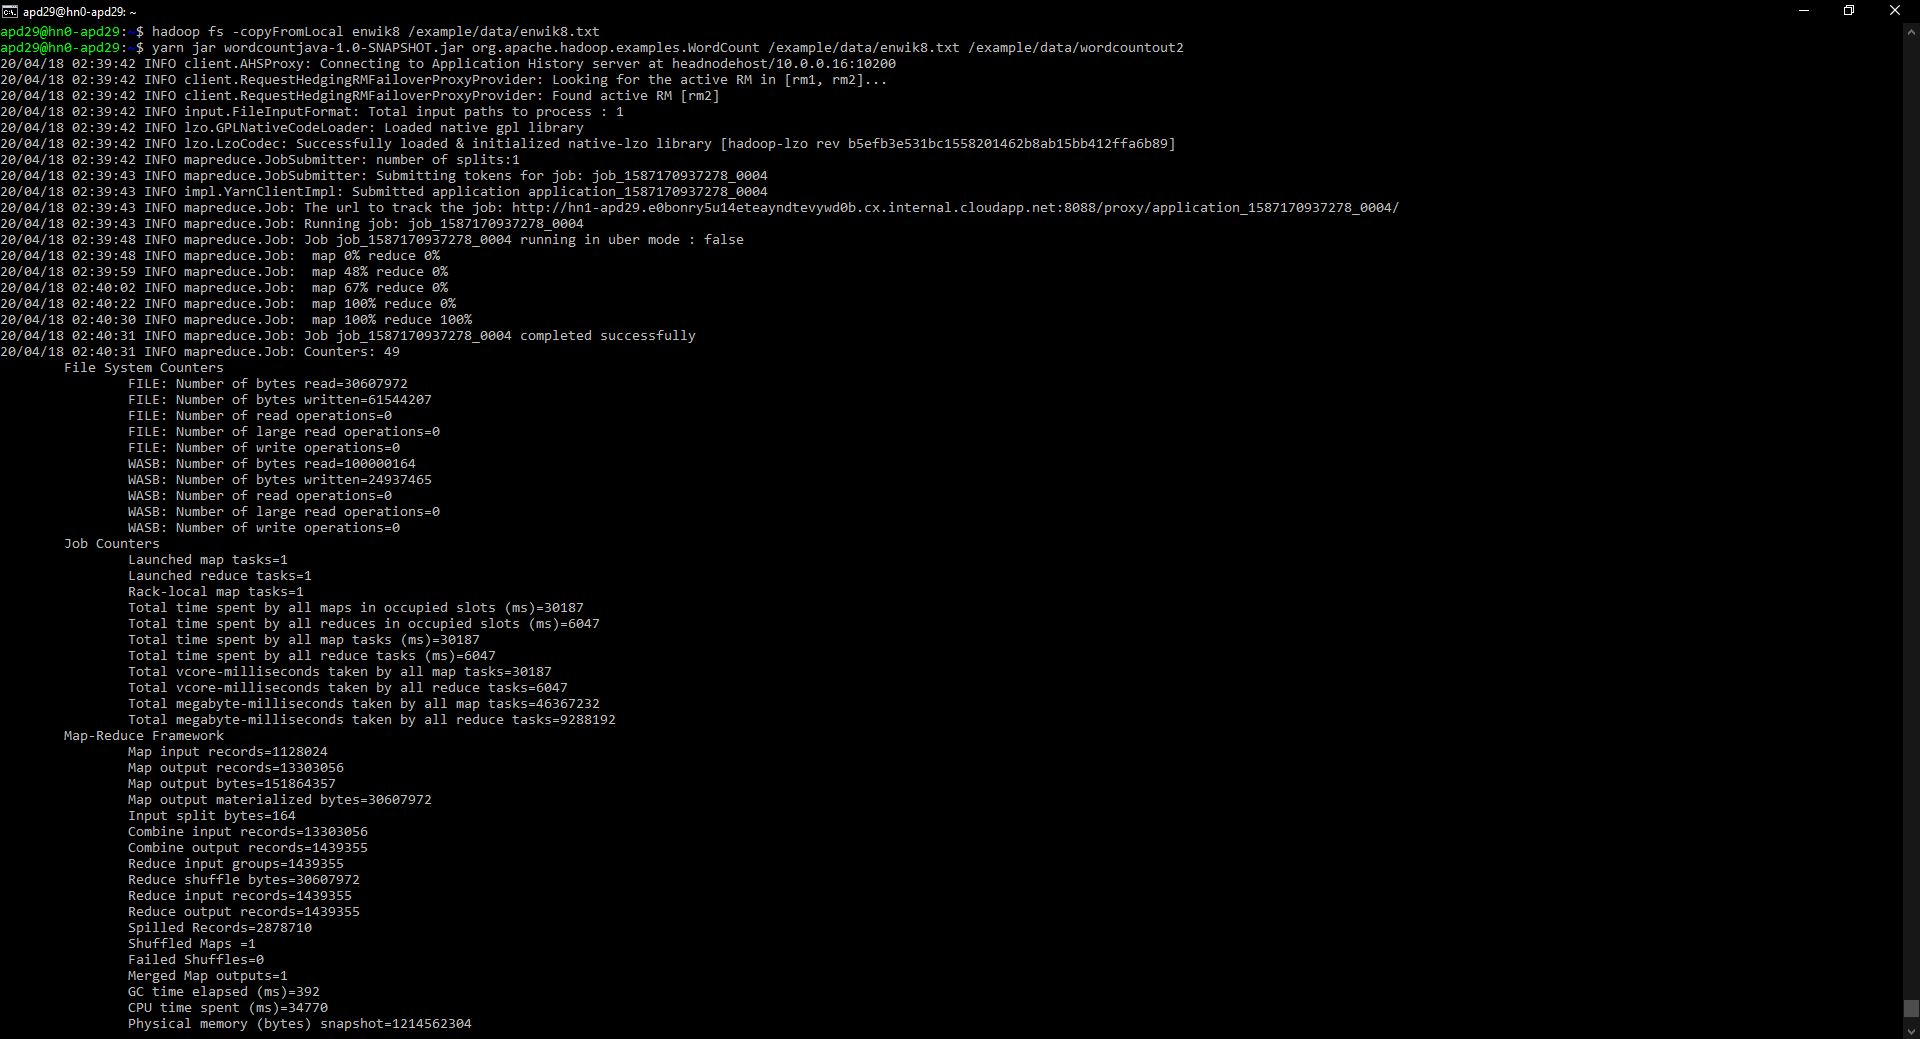 apd29@hn0-apd29: ~
apd29@hn0-apd29:~$ hadoop fs -copyFromLocal enwik8 /example/data/enwik8.txt
apd29@hn0-apd29:~$ yarn jar wordcountjava-1.0-SNAPSHOT.jar org.apache.hadoop.examples.WordCount /example/data/enwik8.txt /example/data/wordcountout2
20/04/18 02:39:42 INFO client.AHSProxy: Connecting to Application History server at headnodehost/10.0.0.16:10200
20/04/18 02:39:42 INFO client.RequestHedgingRMFailoverProxyProvider: Looking for the active RM in [rm1, rm2]...
20/04/18 02:39:42 INFO client.RequestHedgingRMFailoverProxyProvider: Found active RM [rm2]
20/04/18 02:39:42 INFO input.FileInputFormat: Total input paths to process : 1
20/04/18 02:39:42 INFO lzo.GPLNativeCodeLoader: Loaded native gpl library
20/04/18 02:39:42 INFO lzo.LzoCodec: Successfully loaded & initialized native-lzo library [hadoop-lzo rev b5efb3e531bc1558201462b8ab15bb412ffa6b89]
20/04/18 02:39:42 INFO mapreduce.JobSubmitter: number of splits:1
20/04/18 02:39:43 INFO mapreduce.JobSubmitter: Submitting tokens for job: job_1587170937278_0004
20/04/18 02:39:43 INFO impl.YarnClientImpl: Submitted application application_1587170937278_0004
20/04/18 02:39:43 INFO mapreduce.Job: The url to track the job: http://hn1-apd29.e0bonry5u14eteayndtevywd0b.cx.internal.cloudapp.net:8088/proxy/application_1587170937278_0004/
20/04/18 02:39:43 INFO mapreduce.Job: Running job: job_1587170937278_0004
20/04/18 02:39:48 INFO mapreduce.Job: Job job_1587170937278_0004 running in uber mode : false
20/04/18 02:39:48 INFO mapreduce.Job:  map 0% reduce 0%
20/04/18 02:39:59 INFO mapreduce.Job:  map 48% reduce 0%
20/04/18 02:40:02 INFO mapreduce.Job:  map 67% reduce 0%
20/04/18 02:40:22 INFO mapreduce.Job:  map 100% reduce 0%
20/04/18 02:40:30 INFO mapreduce.Job:  map 100% reduce 100%
20/04/18 02:40:31 INFO mapreduce.Job: Job job_1587170937278_0004 completed successfully
20/04/18 02:40:31 INFO mapreduce.Job: Counters: 49
File System Counters
FILE: Number of bytes read=30607972
FILE: Number of bytes written=61544207
FILE: Number of read operations=0
FILE: Number of large read operations=0
FILE: Number of write operations=0
WASB: Number of bytes read=100000164
WASB: Number of bytes written=24937465
WASB: Number of read operations=0
WASB: Number of large read operations=0
WASB: Number of write operations=0
Job Counters
Launched map tasks=1
Launched reduce tasks=1
Rack-local map tasks=1
Total time spent by all maps in occupied slots (ms)=30187
Total time spent by all reduces in occupied slots (ms)=6047
Total time spent by all map tasks (ms)=30187
Total time spent by all reduce tasks (ms)=6047
Total vcore-milliseconds taken by all map tasks=30187
Total vcore-milliseconds taken by all reduce tasks=6047
Total megabyte-milliseconds taken by all map tasks=46367232
Total megabyte-milliseconds taken by all reduce tasks=9288192
Map-Reduce Framework
Map input records=1128024
Map output records=13303056
Map output bytes=151864357
Map output materialized bytes=30607972
Input split bytes=164
Combine input records=13303056
Combine output records=1439355
Reduce input groups=1439355
Reduce shuffle bytes=30607972
Reduce input records=1439355
Reduce output records=1439355
Spilled Records=2878710
Shuffled Maps =1
Failed Shuffles=0
Merged Map outputs=1
GC time elapsed (ms)=392
CPU time spent (ms)=34770
Physical memory (bytes) snapshot=1214562304